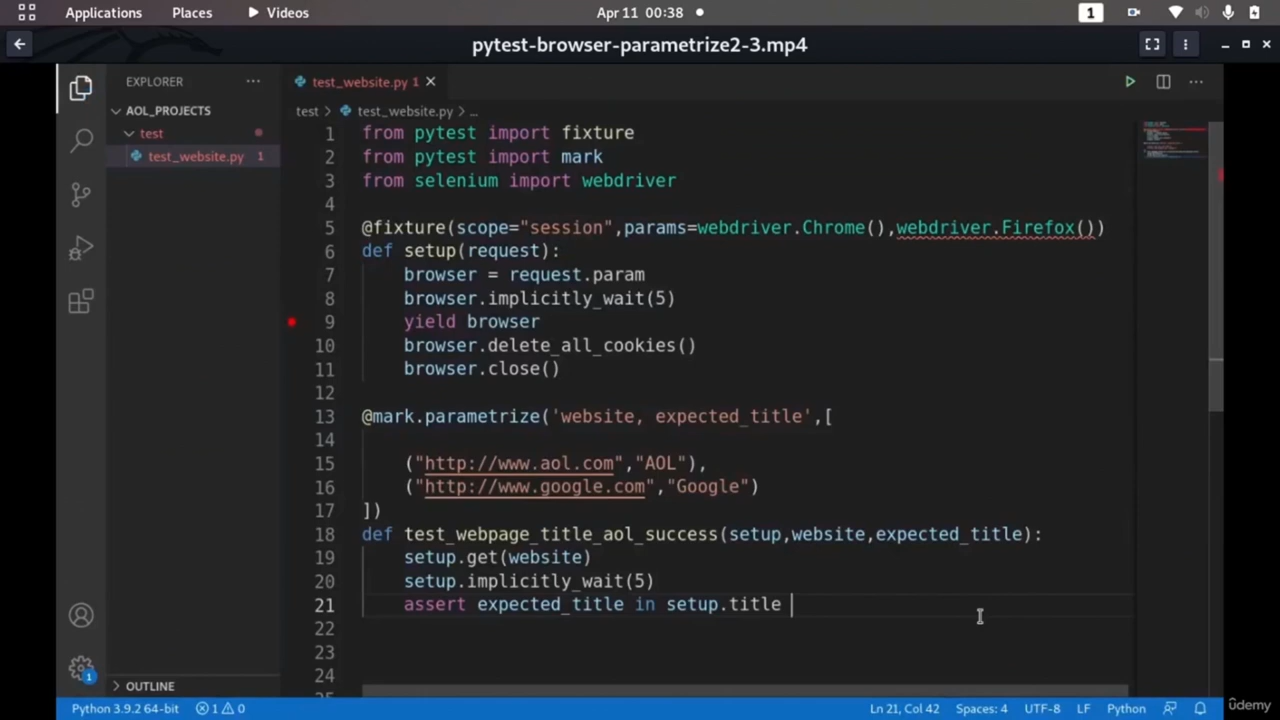 Applications Places Videos Apr 11 00:38 1
pytest-browser-parametrize2-3.mp4
EXPLORER
test_website.py 1
AOL_PROJECTS
test
test_website.py 1
test > test_website.py > ...
1 from pytest import fixture
2 from pytest import mark
3 from selenium import webdriver
4
5 @fixture(scope="session",params=webdriver.Chrome(),webdriver.Firefox())
6 def setup(request):
7 browser = request.param
8 browser.implicitly_wait(5)
9 yield browser
10 browser.delete_all_cookies()
11 browser.close()
12
13 @mark.parametrize('website, expected_title',[
14
15 ("http://www.aol.com","AOL"),
16 ("http://www.google.com","Google")
17 ])
18 def test_webpage_title_aol_success(setup,website,expected_title):
19 setup.get(website)
20 setup.implicitly_wait(5)
21 assert expected_title in setup.title
22
23
24
25
OUTLINE
1
Python 3.9.2 64-bit 1 0 Ln 21, Col 42 Spaces: 4 UTF-8 LF Python
ûdemy